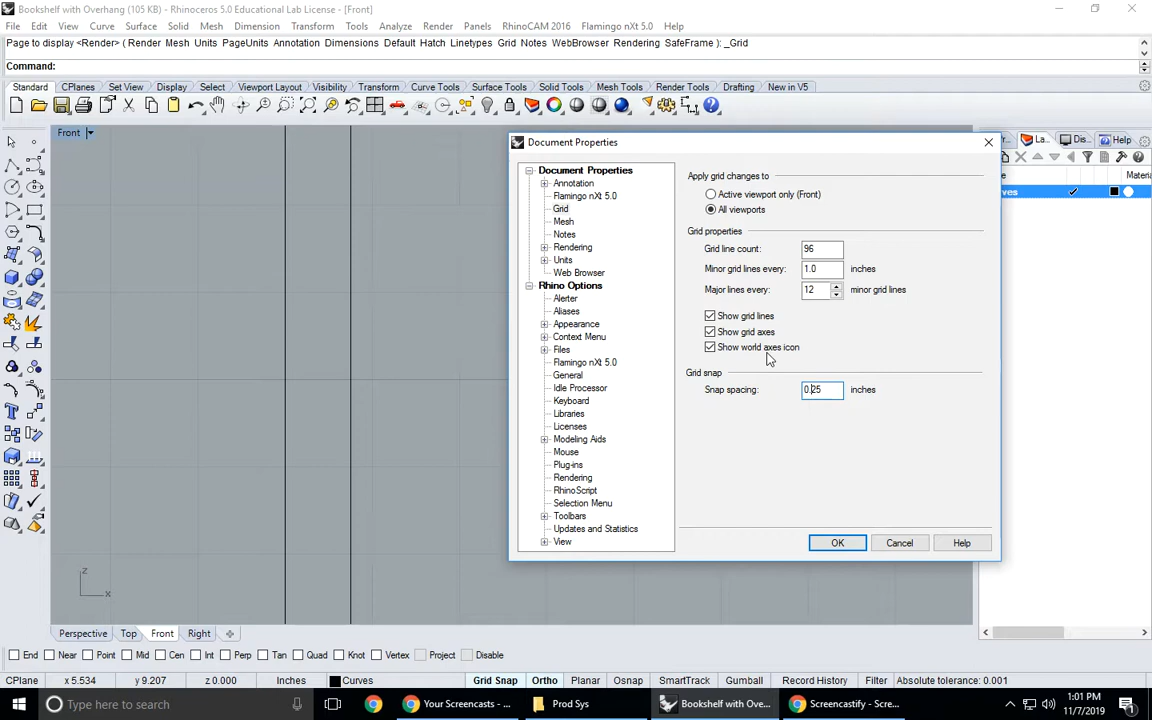 Bookshelf with Overhang (105 KB) - Rhinoceros 5.0 Educational Lab License - [Front]
File Edit View Curve Surface Solid Mesh Dimension Transform Tools Analyze Render Panels RhinoCAM 2016 Flamingo nXt 5.0 Help
Page to display <Render> ( Render Mesh Units PageUnits Annotation Dimensions Default Hatch Linetypes Grid Notes WebBrowser Rendering SafeFrame ): _Grid
Command:
Standard CPlanes Set View Display Select Viewport Layout Visibility Transform Curve Tools Surface Tools Solid Tools Mesh Tools Render Tools Drafting New in V5
Front
Document Properties
La... Dis... Help
Materia
ves
Document Properties
Annotation
Flamingo nXt 5.0
Grid
Mesh
Notes
Rendering
Units
Web Browser
Rhino Options
Alerter
Aliases
Appearance
Context Menu
Files
Flamingo nXt 5.0
General
Idle Processor
Keyboard
Libraries
Licenses
Modeling Aids
Mouse
Plug-ins
Rendering
RhinoScript
Selection Menu
Toolbars
Updates and Statistics
View
Apply grid changes to
Active viewport only (Front)
All viewports
Grid properties
Grid line count: 96
Minor grid lines every: 1.0 inches
Major lines every: 12 minor grid lines
Show grid lines
Show grid axes
Show world axes icon
Grid snap
Snap spacing: 0.25 inches
OK Cancel Help
z
x
Perspective Top Front Right
End Near Point Mid Cen Int Perp Tan Quad Knot Vertex Project Disable
CPlane x 5.534 y 9.207 z 0.000 Inches Curves Grid Snap Ortho Planar Osnap SmartTrack Gumball Record History Filter Absolute tolerance: 0.001
Type here to search Your Screencasts - ... Prod Sys Bookshelf with Ove... Screencastify - Scre... 1:01 PM
11/7/2019